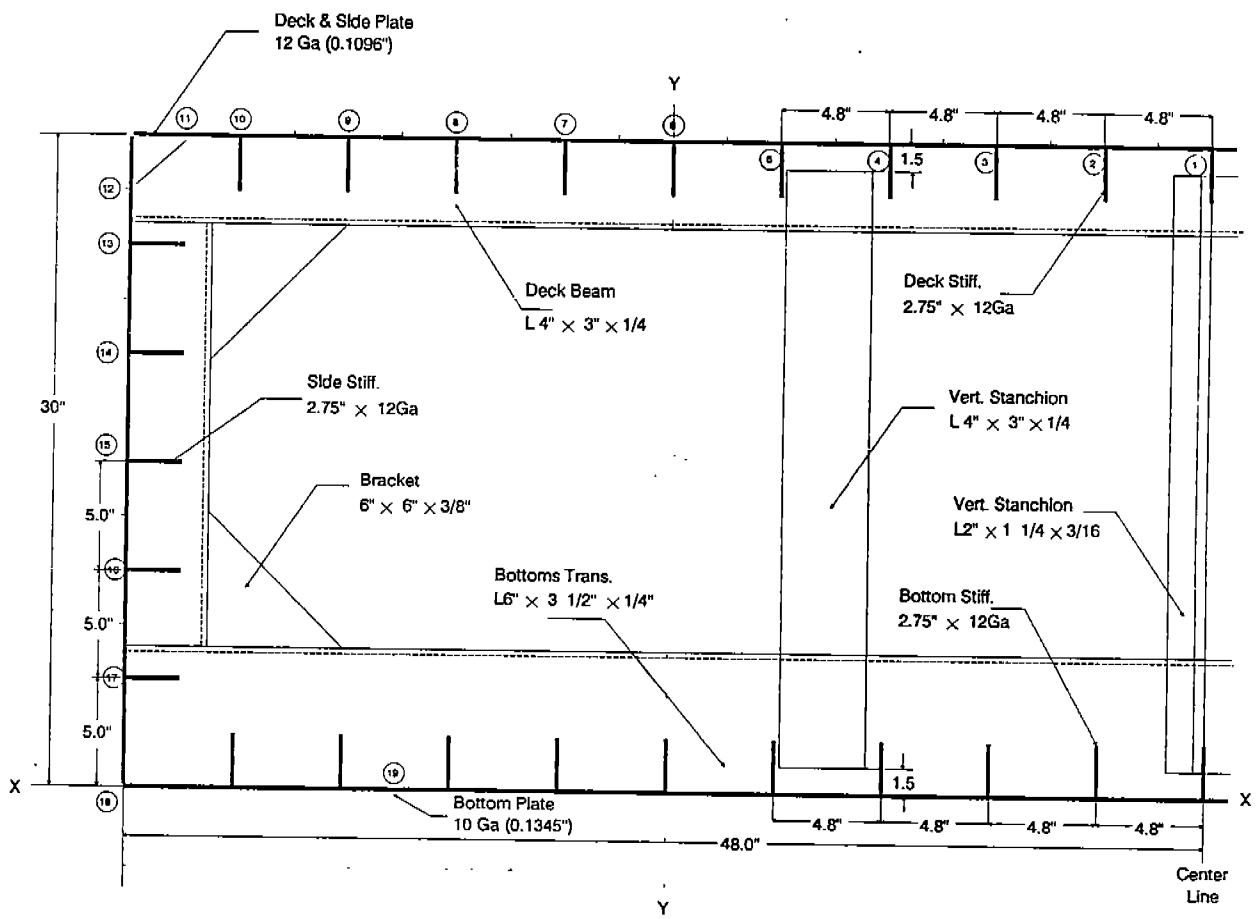 Deck & Side Plate
12 Ga (0.1096")
Y
11
10
9
8
7
6
4.8"
4.8"
4.8"
4.8"
5
4
1.5
3
2
1
12
13
Deck Beam
L 4" × 3" × 1/4
Deck Stiff.
2.75" × 12Ga
14
30"
Side Stiff.
2.75" × 12Ga
Vert. Stanchion
L 4" × 3" × 1/4
15
Bracket
6" × 6" × 3/8"
5.0"
Vert. Stanchion
L2" × 1 1/4 × 3/16
16
Bottoms Trans.
L6" × 3 1/2" × 1/4"
Bottom Stiff.
2.75" × 12Ga
5.0"
17
5.0"
X
18
19
Bottom Plate
10 Ga (0.1345")
1.5
X
4.8"
4.8"
4.8"
4.8"
48.0"
Center
Line
Y